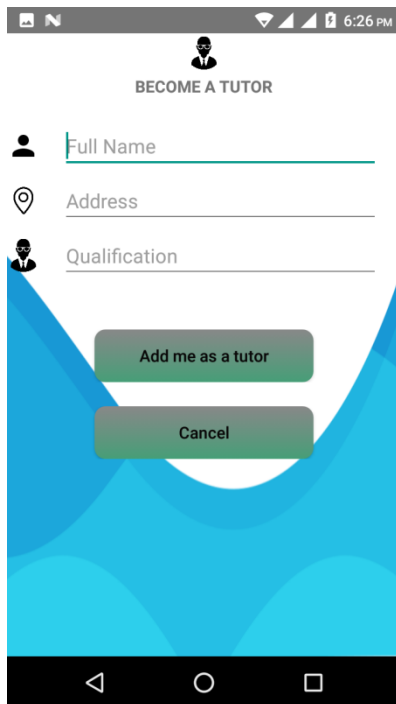 6:26 PM
BECOME A TUTOR
Full Name
Address
Qualification
Add me as a tutor
Cancel